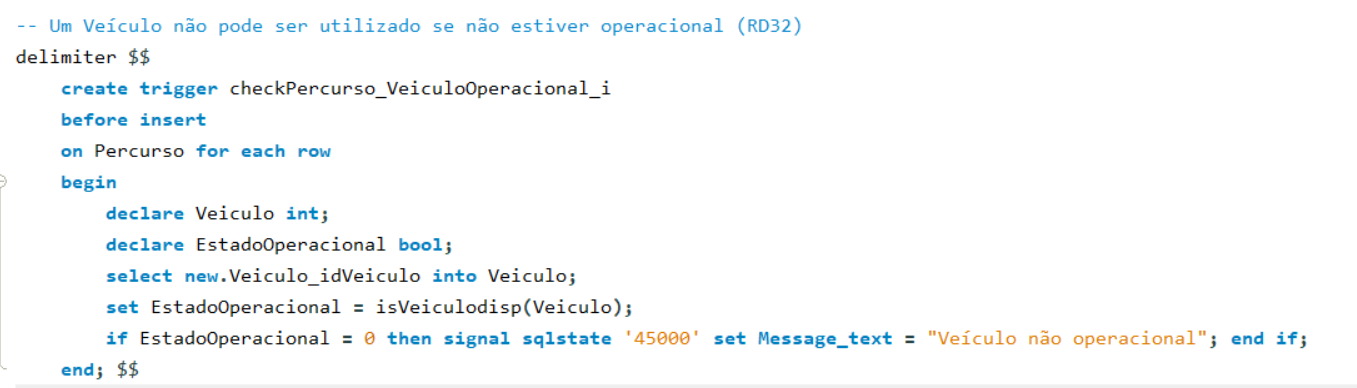 -- Um Veículo não pode ser utilizado se não estiver operacional (RD32)
delimiter $$
create trigger checkPercurso_VeiculoOperacional_i
before insert
on Percurso for each row
begin
declare Veiculo int;
declare EstadoOperacional bool;
select new.Veiculo_idVeiculo into Veiculo;
set EstadoOperacional = isVeiculodisp(Veiculo);
if EstadoOperacional = 0 then signal sqlstate '45000' set Message_text = "Veículo não operacional"; end if;
end; $$